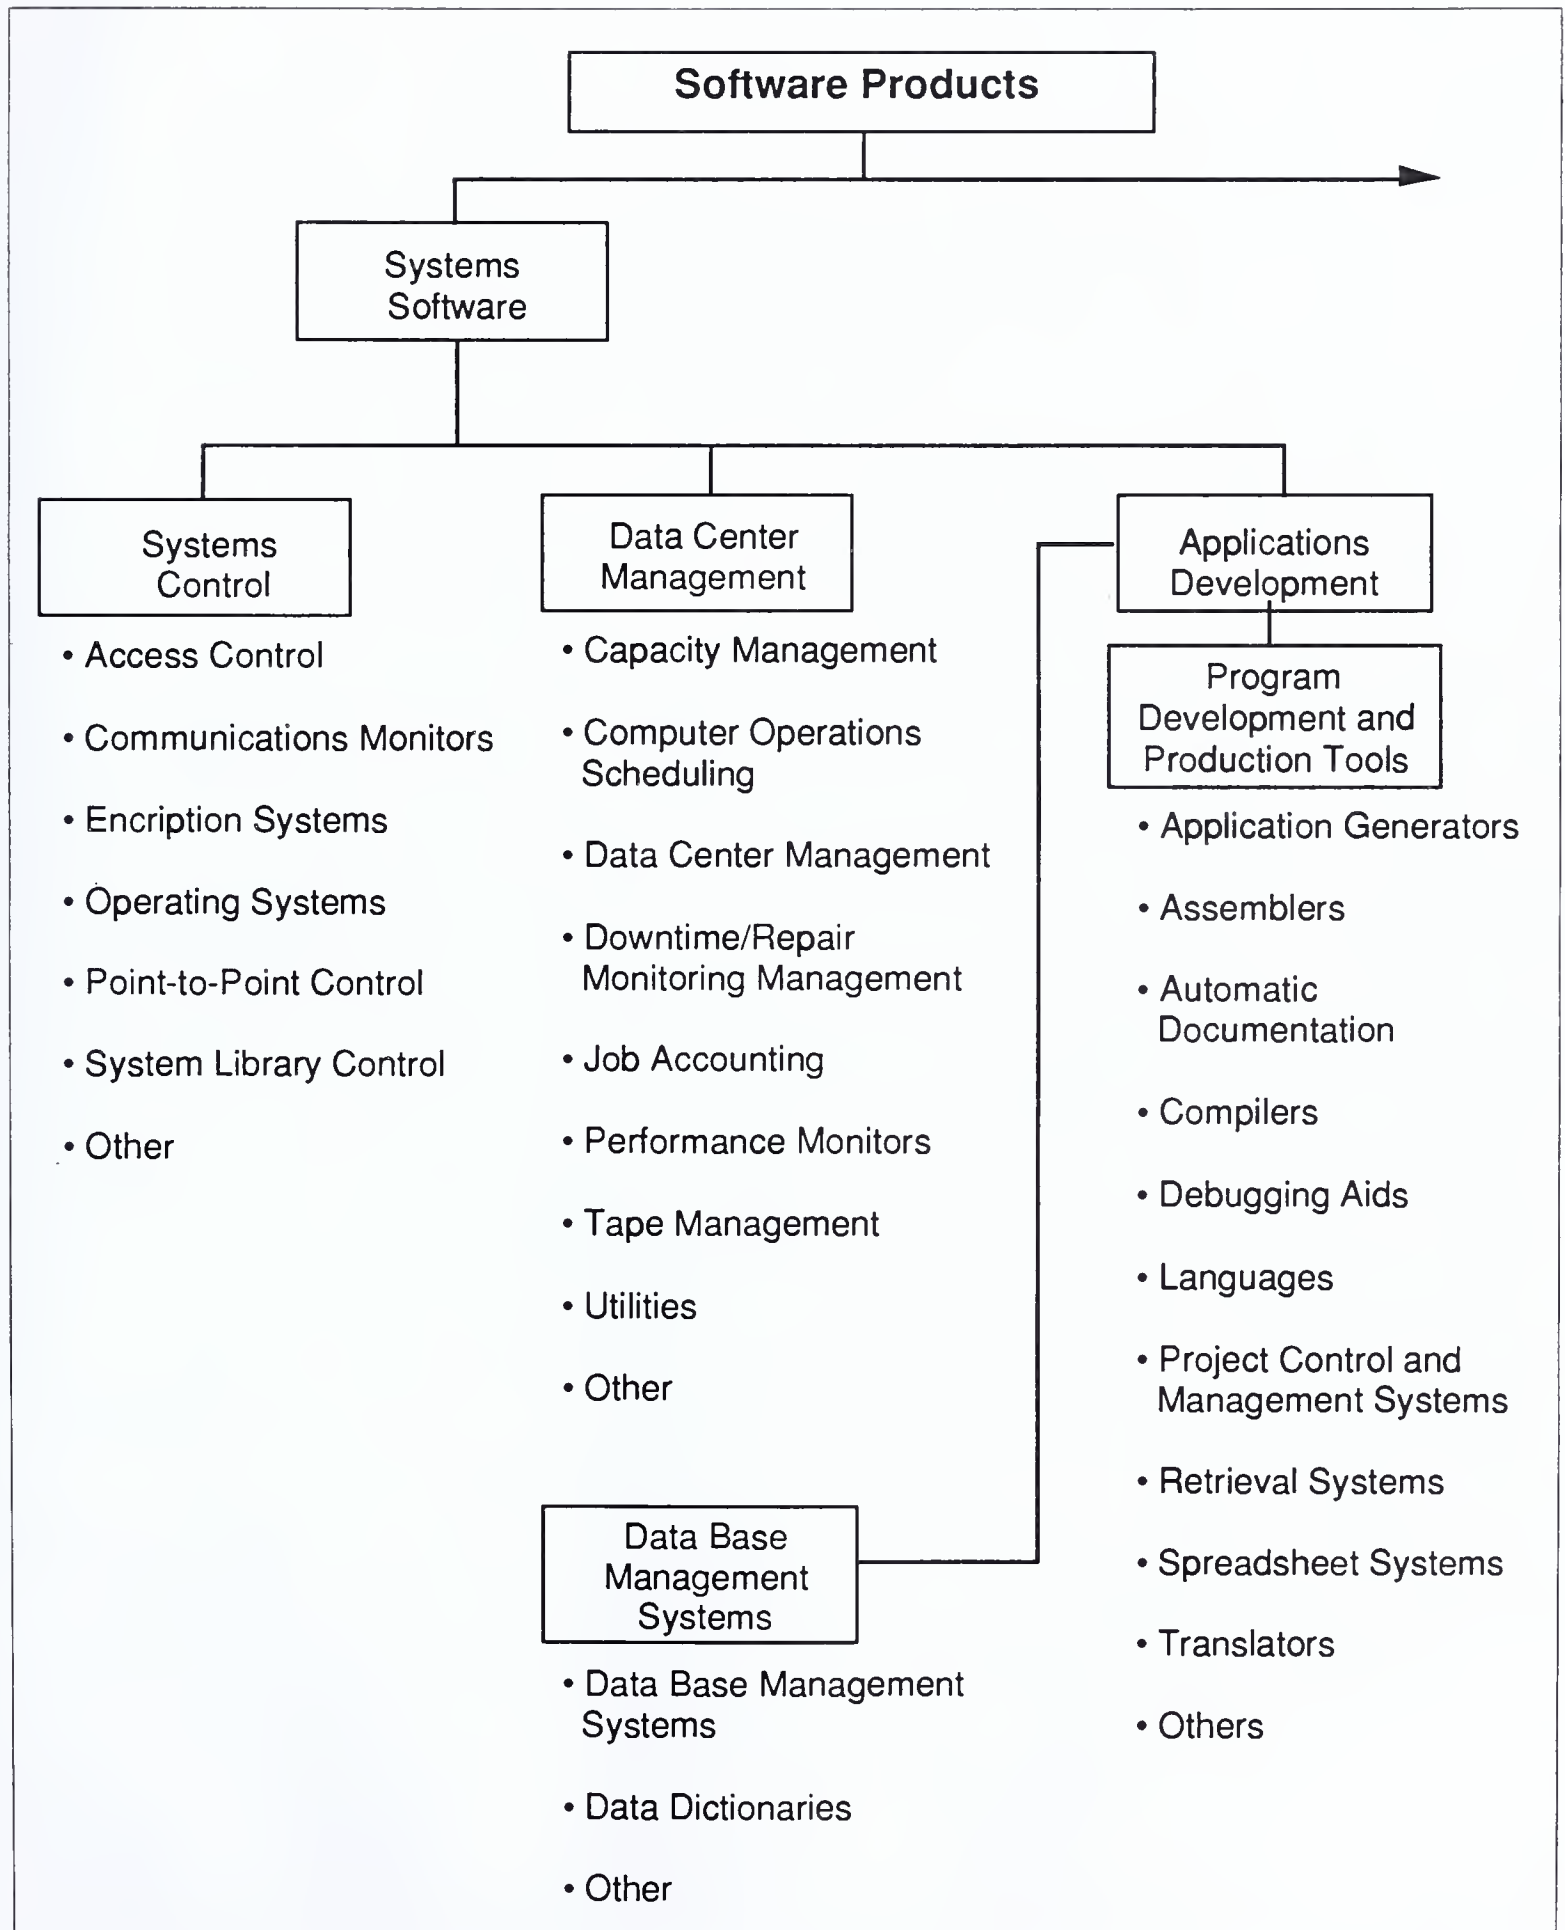 Software Products
Systems
Software
Systems
Control
• Access Control
• Communications Monitors
• Encription Systems
• Operating Systems
• Point-to-Point Control
• System Library Control
• Other
Data Center
Management
• Capacity Management
• Computer Operations
Scheduling
• Data Center Management
• Downtime/Repair
Monitoring Management
• Job Accounting
• Performance Monitors
• Tape Management
• Utilities
• Other
Data Base
Management
Systems
• Data Base Management
Systems
• Data Dictionaries
• Other
Applications
Development
Program
Development and
Production Tools
• Application Generators
• Assemblers
• Automatic
Documentation
• Compilers
• Debugging Aids
• Languages
• Project Control and
Management Systems
• Retrieval Systems
• Spreadsheet Systems
• Translators
• Others